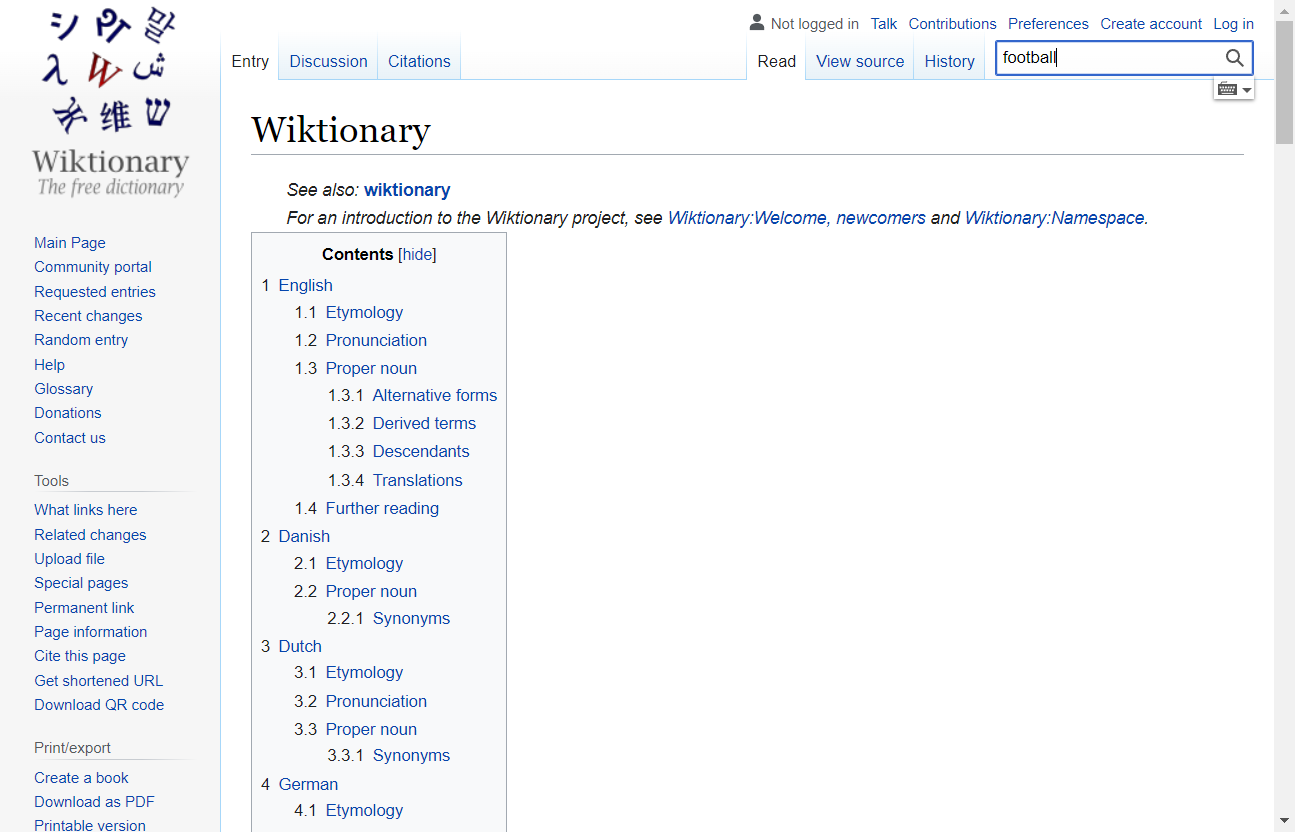 シ Ρη 말
λ W ش
क 维 ‎ש
Wiktionary
The free dictionary
Main Page
Community portal
Requested entries
Recent changes
Random entry
Help
Glossary
Donations
Contact us
Tools
What links here
Related changes
Upload file
Special pages
Permanent link
Page information
Cite this page
Get shortened URL
Download QR code
Print/export
Create a book
Download as PDF
Printable version
Not logged in Talk Contributions Preferences Create account Log in
Entry Discussion Citations
Read View source History
football
Wiktionary
See also: wiktionary
For an introduction to the Wiktionary project, see Wiktionary:Welcome, newcomers and Wiktionary:Namespace.
Contents [hide]
1 English
1.1 Etymology
1.2 Pronunciation
1.3 Proper noun
1.3.1 Alternative forms
1.3.2 Derived terms
1.3.3 Descendants
1.3.4 Translations
1.4 Further reading
2 Danish
2.1 Etymology
2.2 Proper noun
2.2.1 Synonyms
3 Dutch
3.1 Etymology
3.2 Pronunciation
3.3 Proper noun
3.3.1 Synonyms
4 German
4.1 Etymology